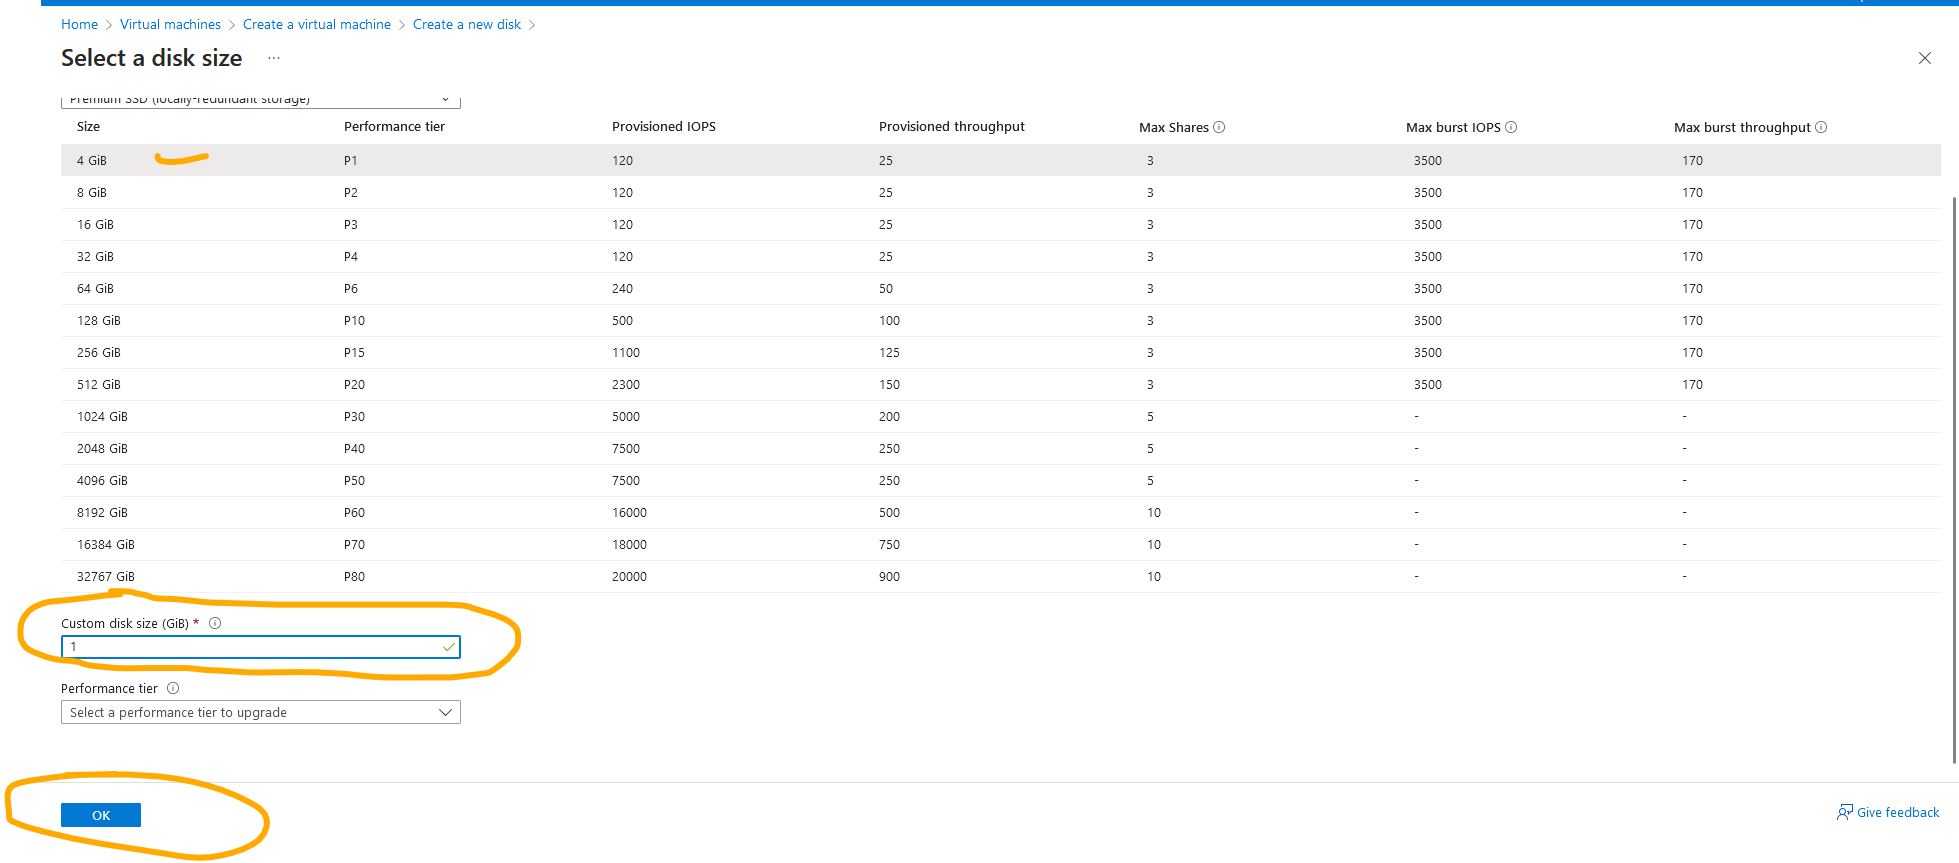 Home > Virtual machines > Create a virtual machine > Create a new disk >
Select a disk size ...
Premium SSD (locally-redundant storage)
Size Performance tier Provisioned IOPS Provisioned throughput Max Shares Max burst IOPS Max burst throughput
4 GiB P1 120 25 3 3500 170
8 GiB P2 120 25 3 3500 170
16 GiB P3 120 25 3 3500 170
32 GiB P4 120 25 3 3500 170
64 GiB P6 240 50 3 3500 170
128 GiB P10 500 100 3 3500 170
256 GiB P15 1100 125 3 3500 170
512 GiB P20 2300 150 3 3500 170
1024 GiB P30 5000 200 5 - -
2048 GiB P40 7500 250 5 - -
4096 GiB P50 7500 250 5 - -
8192 GiB P60 16000 500 10 - -
16384 GiB P70 18000 750 10 - -
32767 GiB P80 20000 900 10 - -
Custom disk size (GiB) *
1
Performance tier
Select a performance tier to upgrade
OK
Give feedback